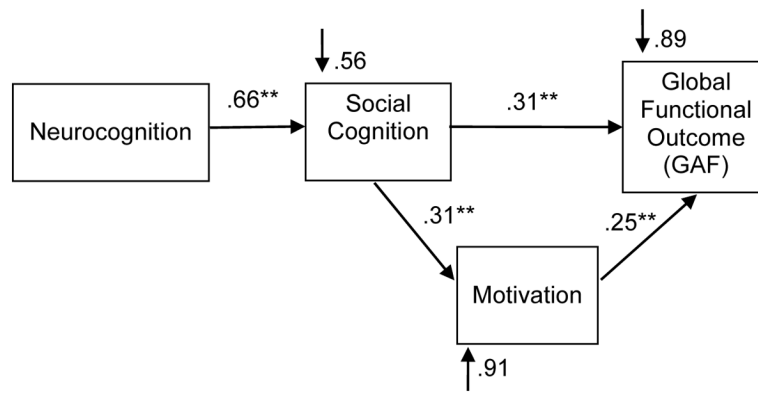 .56
.89
.66**
Neurocognition
Social
Cognition
.31**
Global
Functional
Outcome
(GAF)
.31**
.25**
Motivation
.91